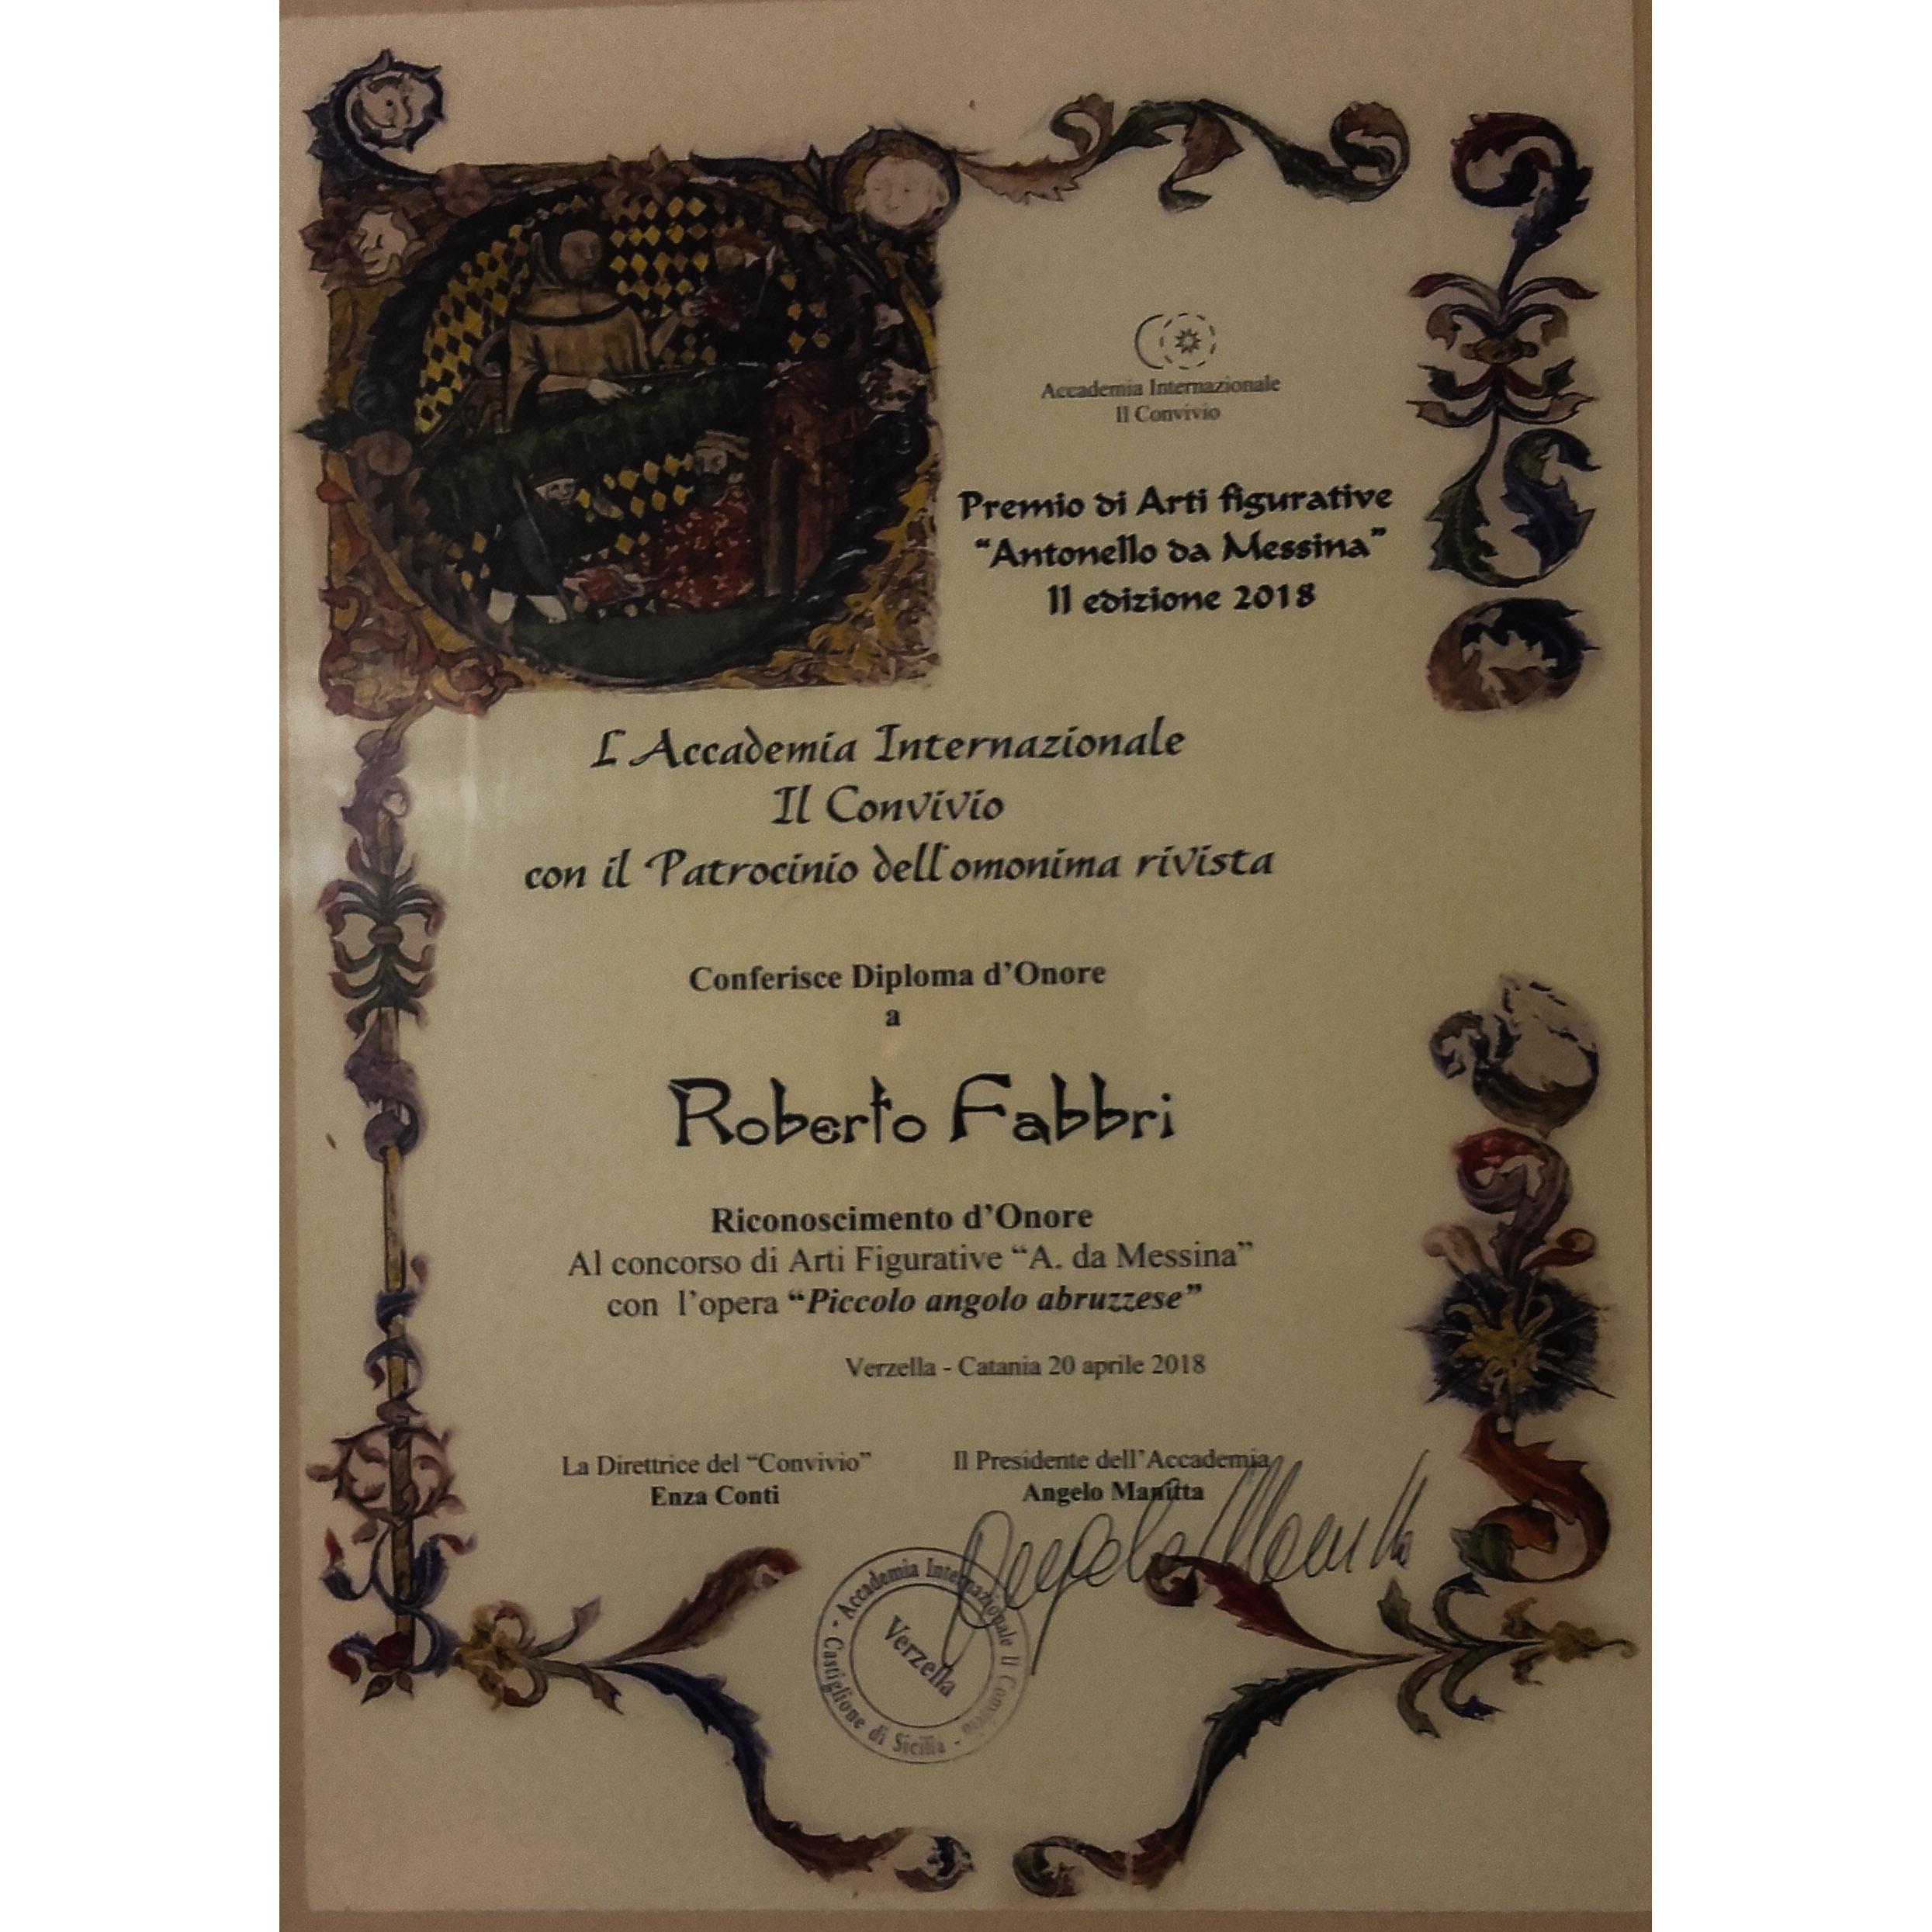 Accademia Internazionale
Il Convivio
Premio di Arti figurative
"Antonello da Messina"
II edizione 2018
L'Accademia Internazionale
Il Convivio
con il Patrocinio dell'omonima rivista
Conferisce Diploma d'Onore
a
Roberto Fabbri
Riconoscimento d'Onore
Al concorso di Arti Figurative "A. da Messina"
con l'opera "Piccolo angolo abruzzese"
Verzella - Catania 20 aprile 2018
La Direttrice del "Convivio"
Enza Conti
Il Presidente dell'Accademia
Angelo Manitta
Angelo Manitta
- Accademia Internazionale Il Convivio - Castiglione di Sicilia
Verzella